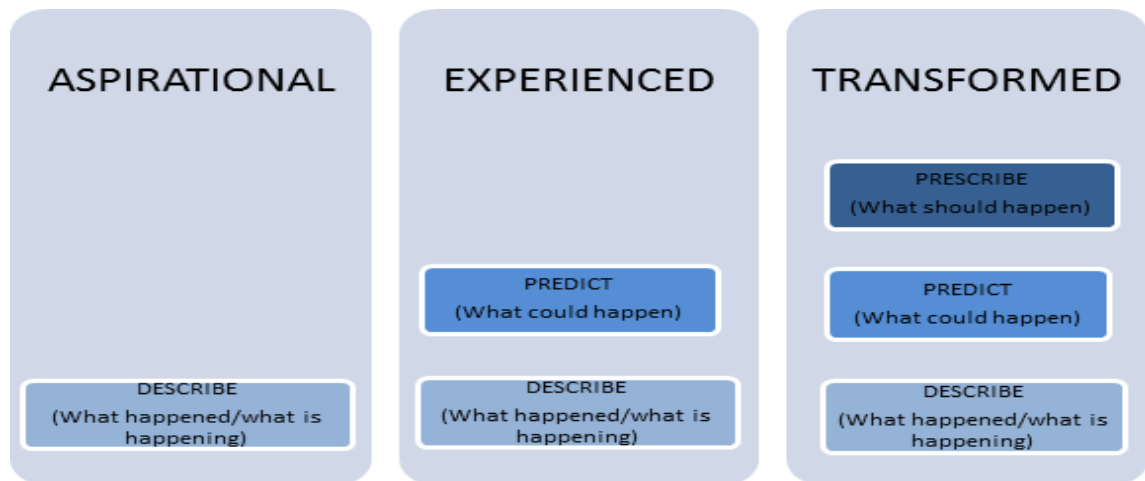 ASPIRATIONAL
DESCRIBE
(What happened/what is
happening)
EXPERIENCED
PREDICT
(What could happen)
DESCRIBE
(What happened/what is
happening)
TRANSFORMED
PRESCRIBE
(What should happen)
PREDICT
(What could happen)
DESCRIBE
(What happened/what is
happening)